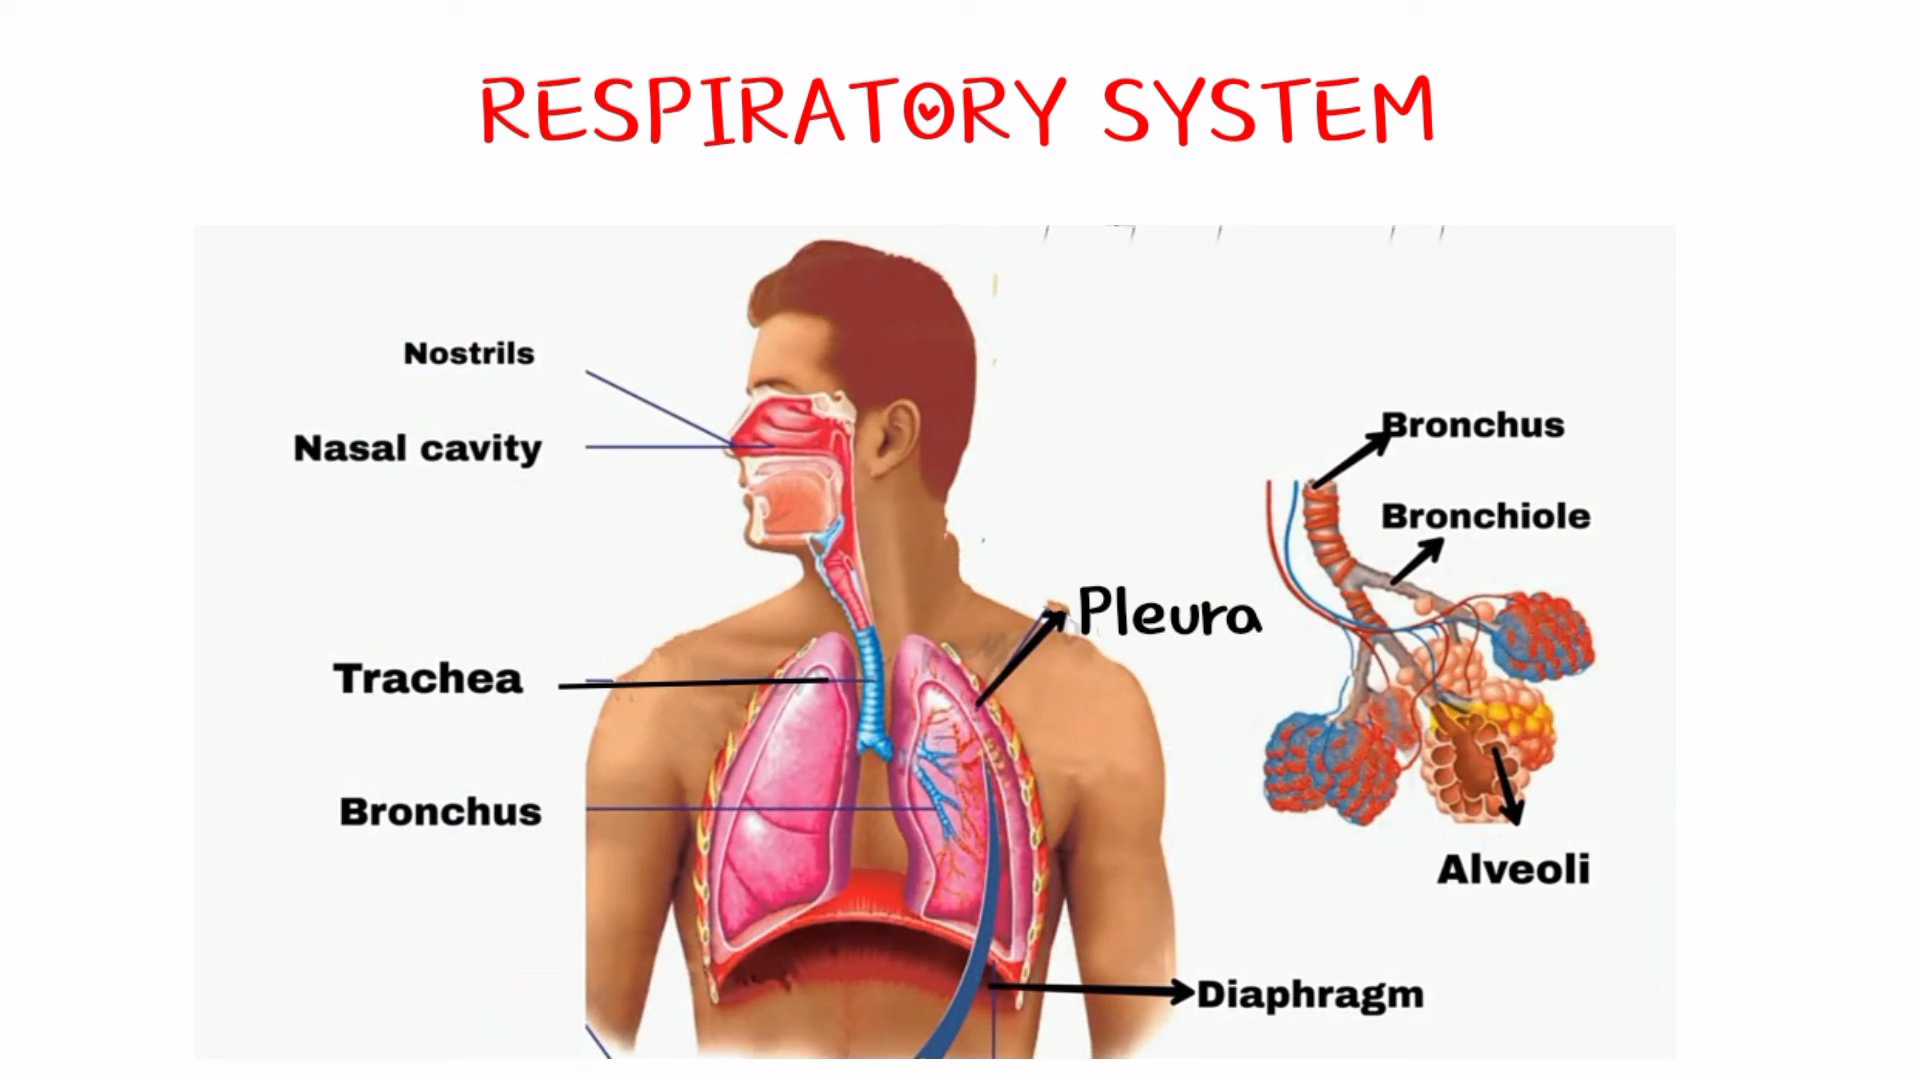 RESPIRATORY SYSTEM
Nostrils
Nasal cavity
Trachea
Bronchus
Pleura
Bronchus
Bronchiole
Alveoli
Diaphragm